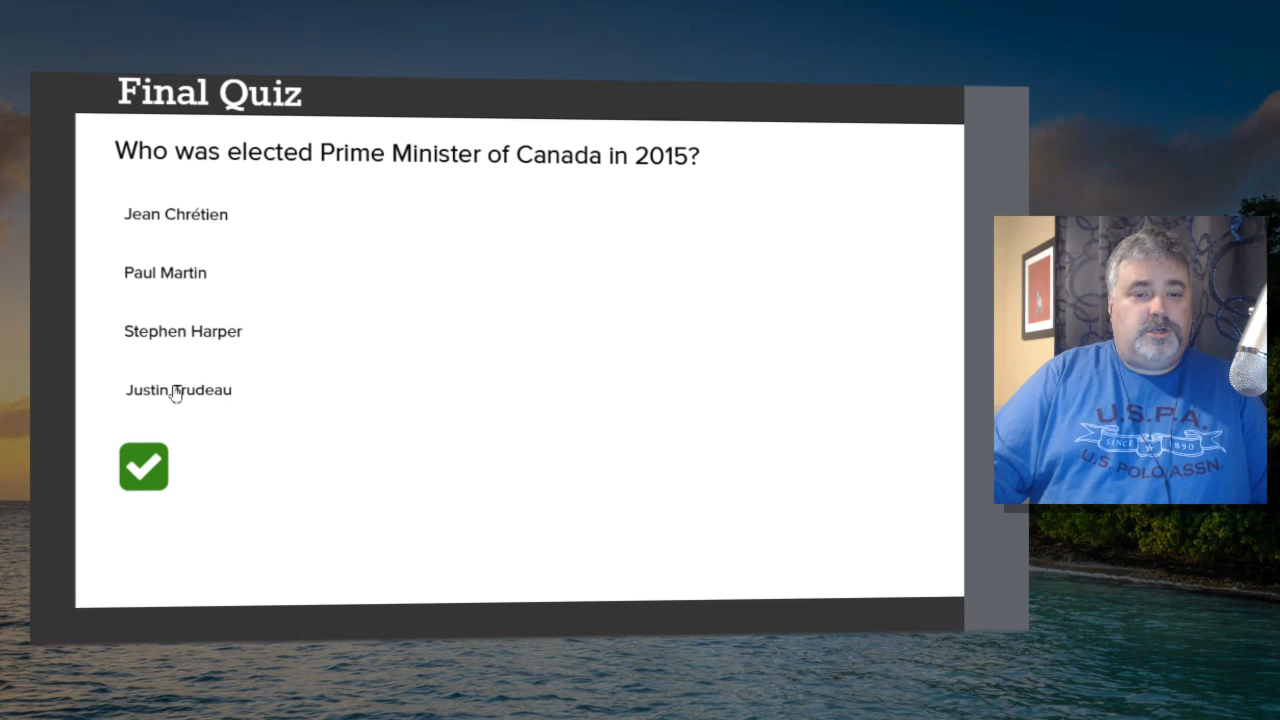 Final Quiz
Who was elected Prime Minister of Canada in 2015?
Jean Chrétien
Paul Martin
Stephen Harper
Justin Trudeau
U.S.P.A.
SINCE 1890
U.S. POLO ASSN.